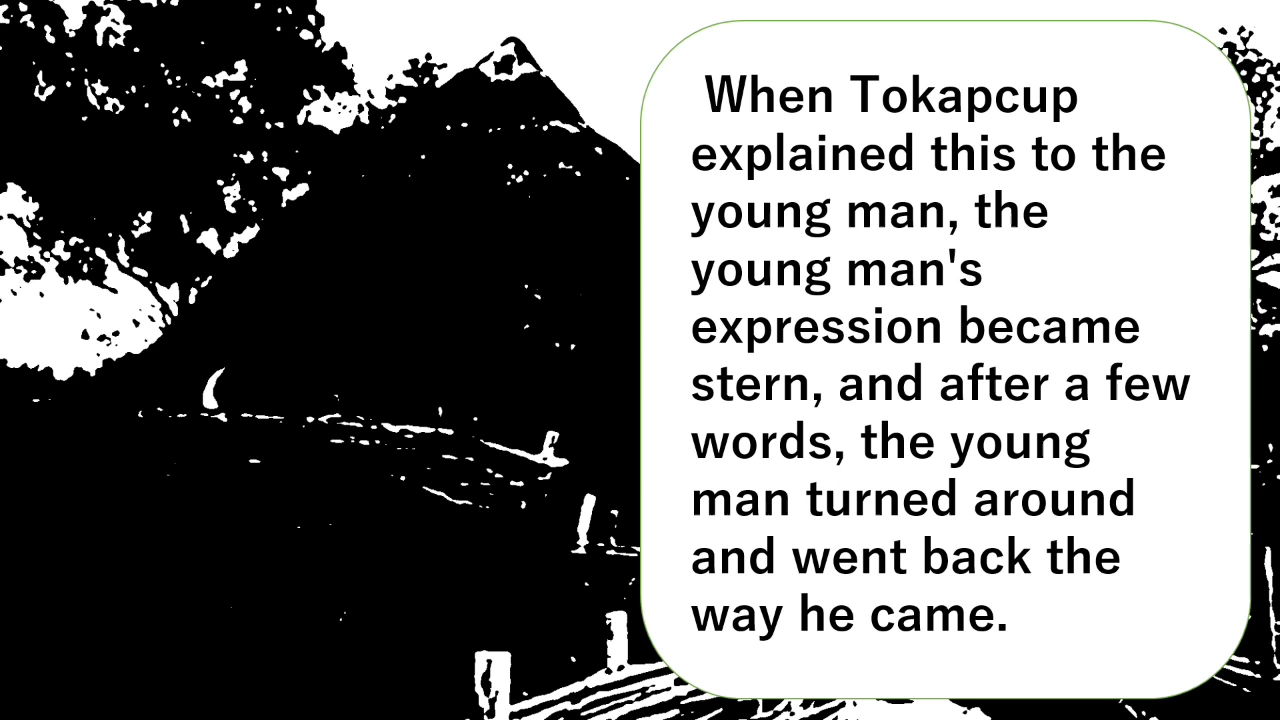 When Tokapcup
explained this to the
young man, the
young man's
expression became
stern, and after a few
words, the young
man turned around
and went back the
way he came.